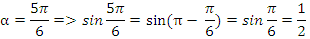 α = 5π/6 => sin 5π/6 = sin(π − π/6) = sin π/6 = 1/2